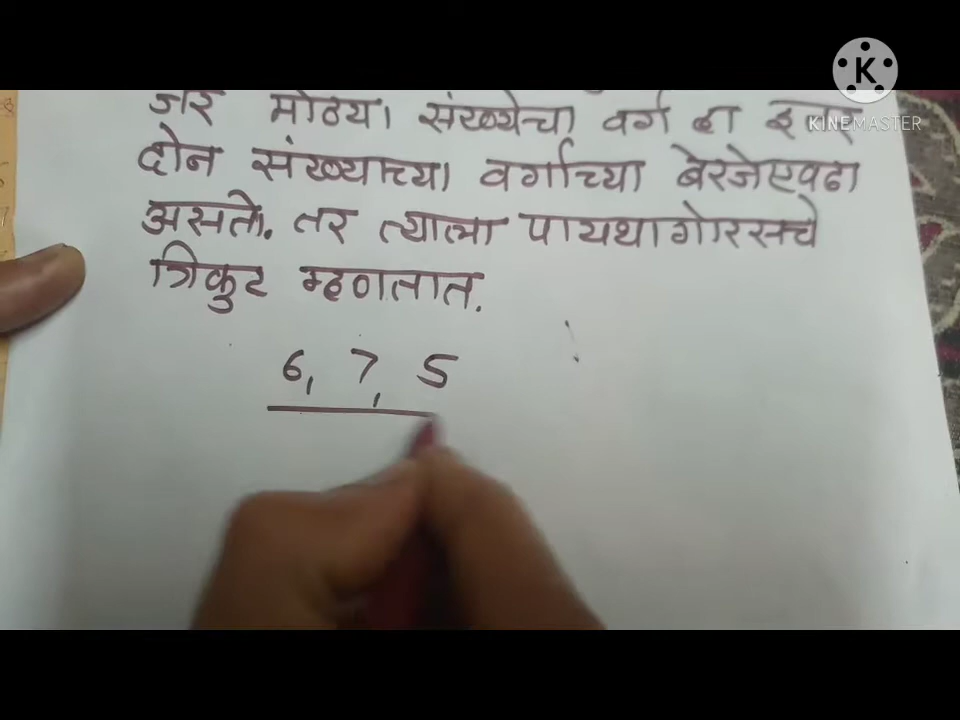 जर मोठ्या संख्येचा वर्ग हा इतर
दोन संख्याच्या वर्गाच्या बेरजेएवढा
असतो. तर त्याला पायथागोरसचे
त्रिकुट म्हणतात.
6, 7, 5
K
KINEMASTER